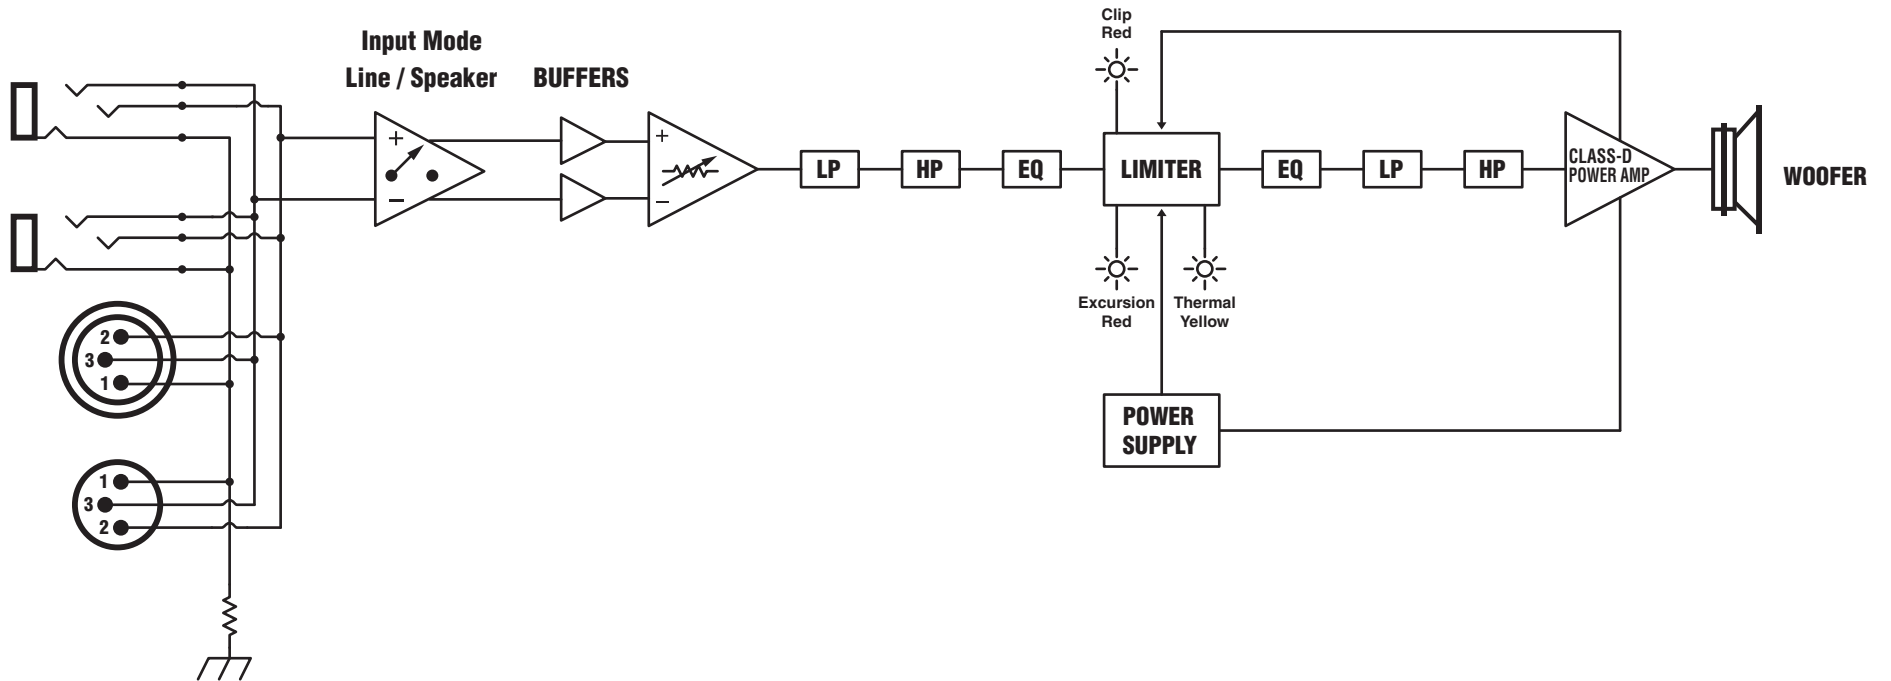 Clip
Red
Input Mode
Line / Speaker
BUFFERS
+
−
+
−
LP
HP
EQ
LIMITER
EQ
LP
HP
CLASS-D
POWER AMP
WOOFER
Excursion
Red
Thermal
Yellow
2
3
1
POWER
SUPPLY
1
3
2